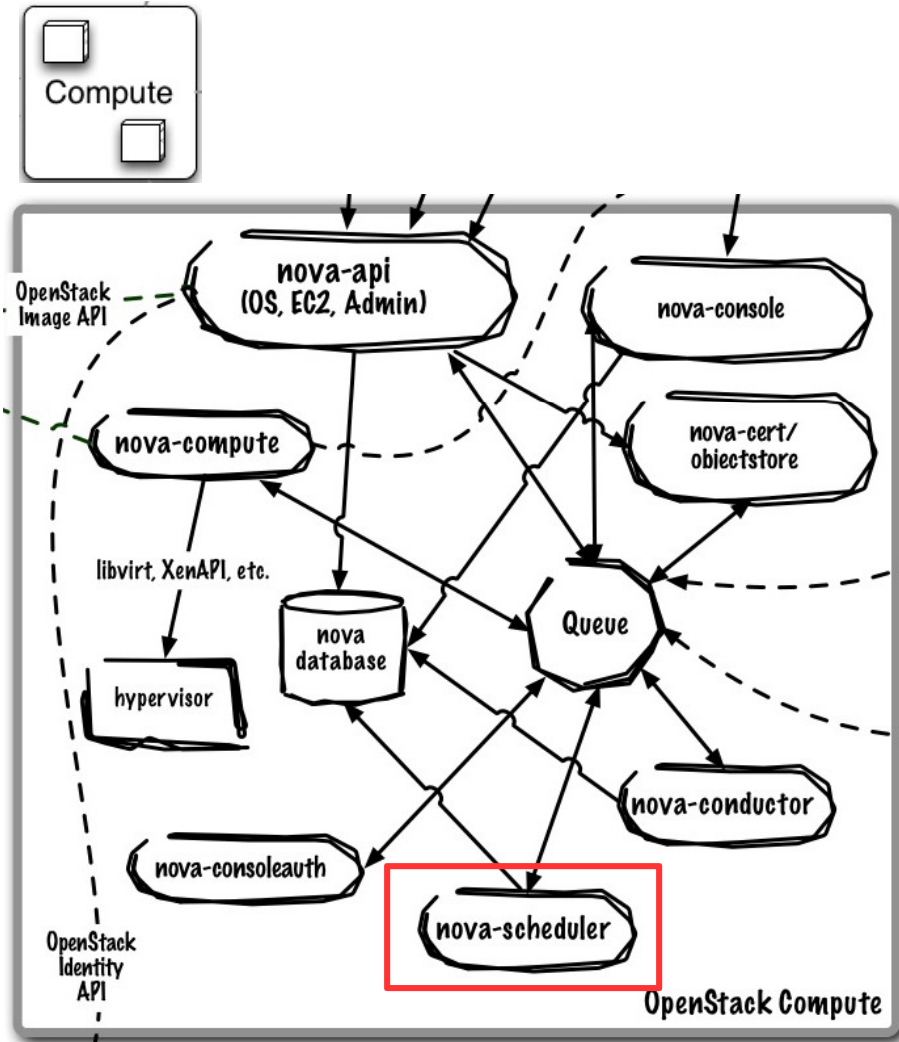 Compute
nova-api
(OS, EC2, Admin)
OpenStack
Image API
nova-console
nova-compute
nova-cert/
objectstore
libvirt, XenAPI, etc.
nova
database
Queue
hypervisor
nova-conductor
nova-consoleauth
nova-scheduler
OpenStack
Identity
API
OpenStack Compute